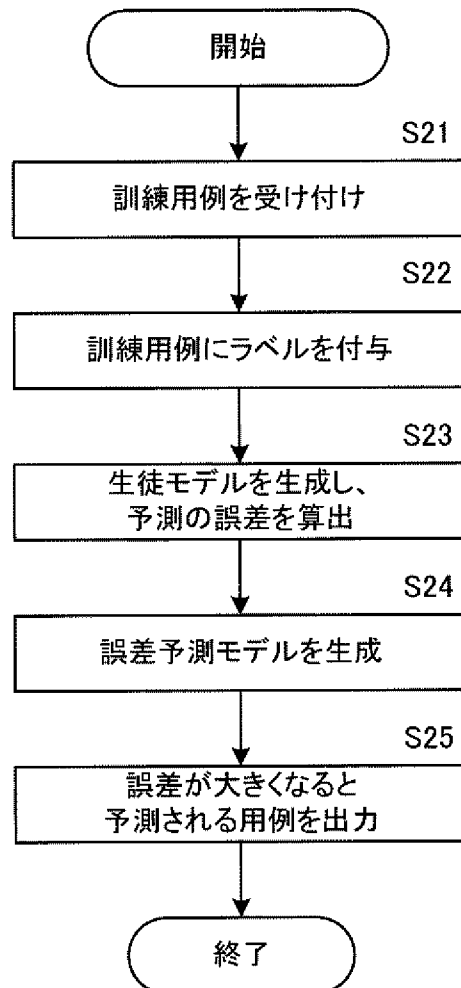 開始
S21
訓練用例を受け付け
S22
訓練用例にラベルを付与
S23
生徒モデルを生成し、
予測の誤差を算出
S24
誤差予測モデルを生成
S25
誤差が大きくなると
予測される用例を出力
終了